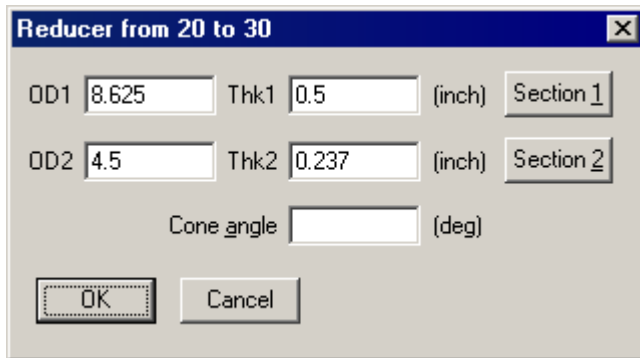 Reducer from 20 to 30
OD1 8.625 Thk1 0.5 (inch) Section 1
OD2 4.5 Thk2 0.237 (inch) Section 2
Cone angle (deg)
OK Cancel